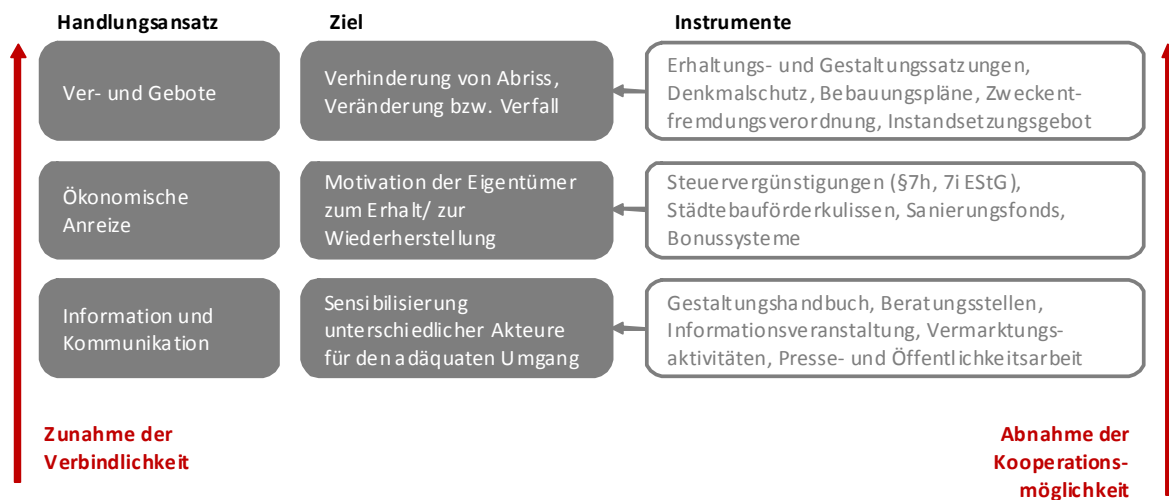 Handlungsansatz
Ziel
Instrumente
Ver- und Gebote
Verhinderung von Abriss,
Veränderung bzw. Verfall
Erhaltungs- und Gestaltungssatzungen,
Denkmalschutz, Bebauungspläne, Zweckent-
fremdungsverordnung, Instandsetzungsgebot
Ökonomische
Anreize
Motivation der Eigentümer
zum Erhalt/ zur
Wiederherstellung
Steuervergünstigungen (§7h, 7i EStG),
Städtebauförderkulissen, Sanierungsfonds,
Bonussysteme
Information und
Kommunikation
Sensibilisierung
unterschiedlicher Akteure
für den adäquaten Umgang
Gestaltungshandbuch, Beratungsstellen,
Informationsveranstaltung, Vermarktungs-
aktivitäten, Presse- und Öffentlichkeitsarbeit
Zunahme der
Verbindlichkeit
Abnahme der
Kooperations-
möglichkeit